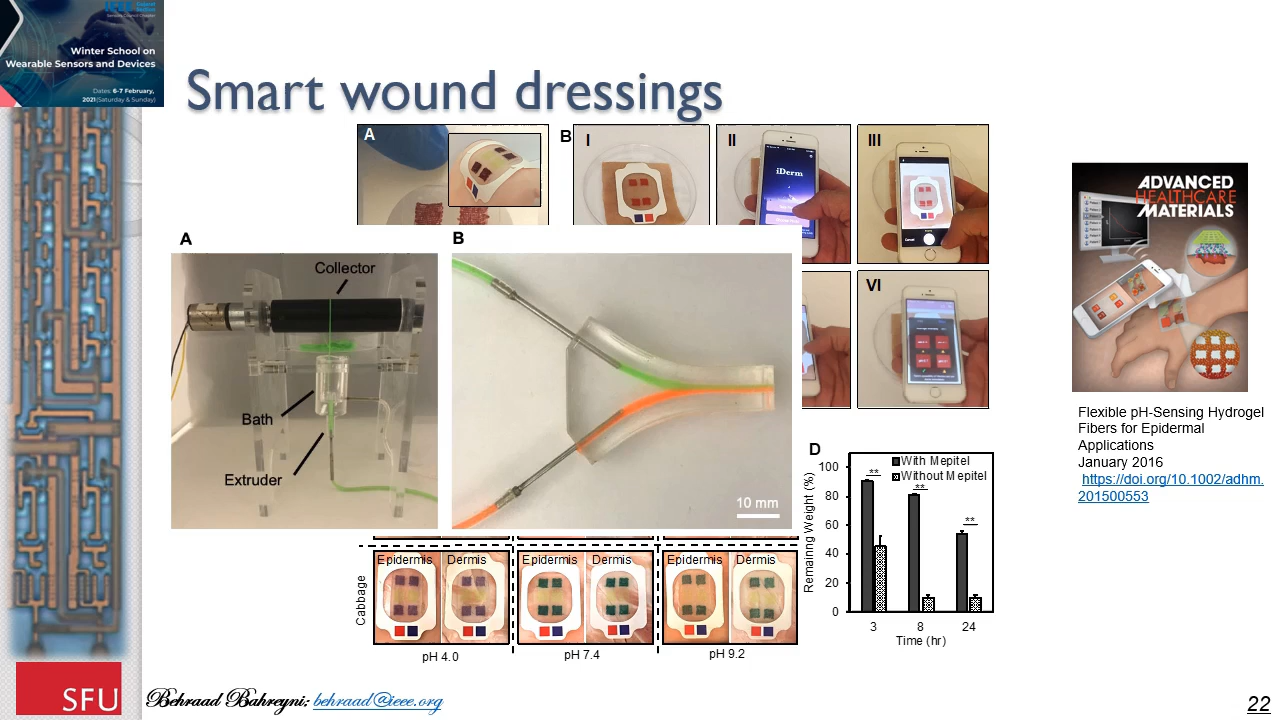 IEEE
Winter School on
Wearable Sensors and Devices
Dates: 6-7 February,
2021(Saturday & Sunday)
Smart wound dressings
A
B
I
II
III
iDerm
Cancel
VI
A
B
Collector
Bath
Extruder
10 mm
ADVANCED
HEALTHCARE
MATERIALS
Flexible pH-Sensing Hydrogel
Fibers for Epidermal
Applications
January 2016
https://doi.org/10.1002/adhm.
201500553
D
With Mepitel
Without Mepitel
Remaining Weight (%)
100
80
60
40
20
0
**
**
**
3
8
24
Time (hr)
Cabbage
Epidermis
Dermis
Epidermis
Dermis
Epidermis
Dermis
pH 4.0
pH 7.4
pH 9.2
SFU
Behraad Bahreyni; behraad@ieee.org
22